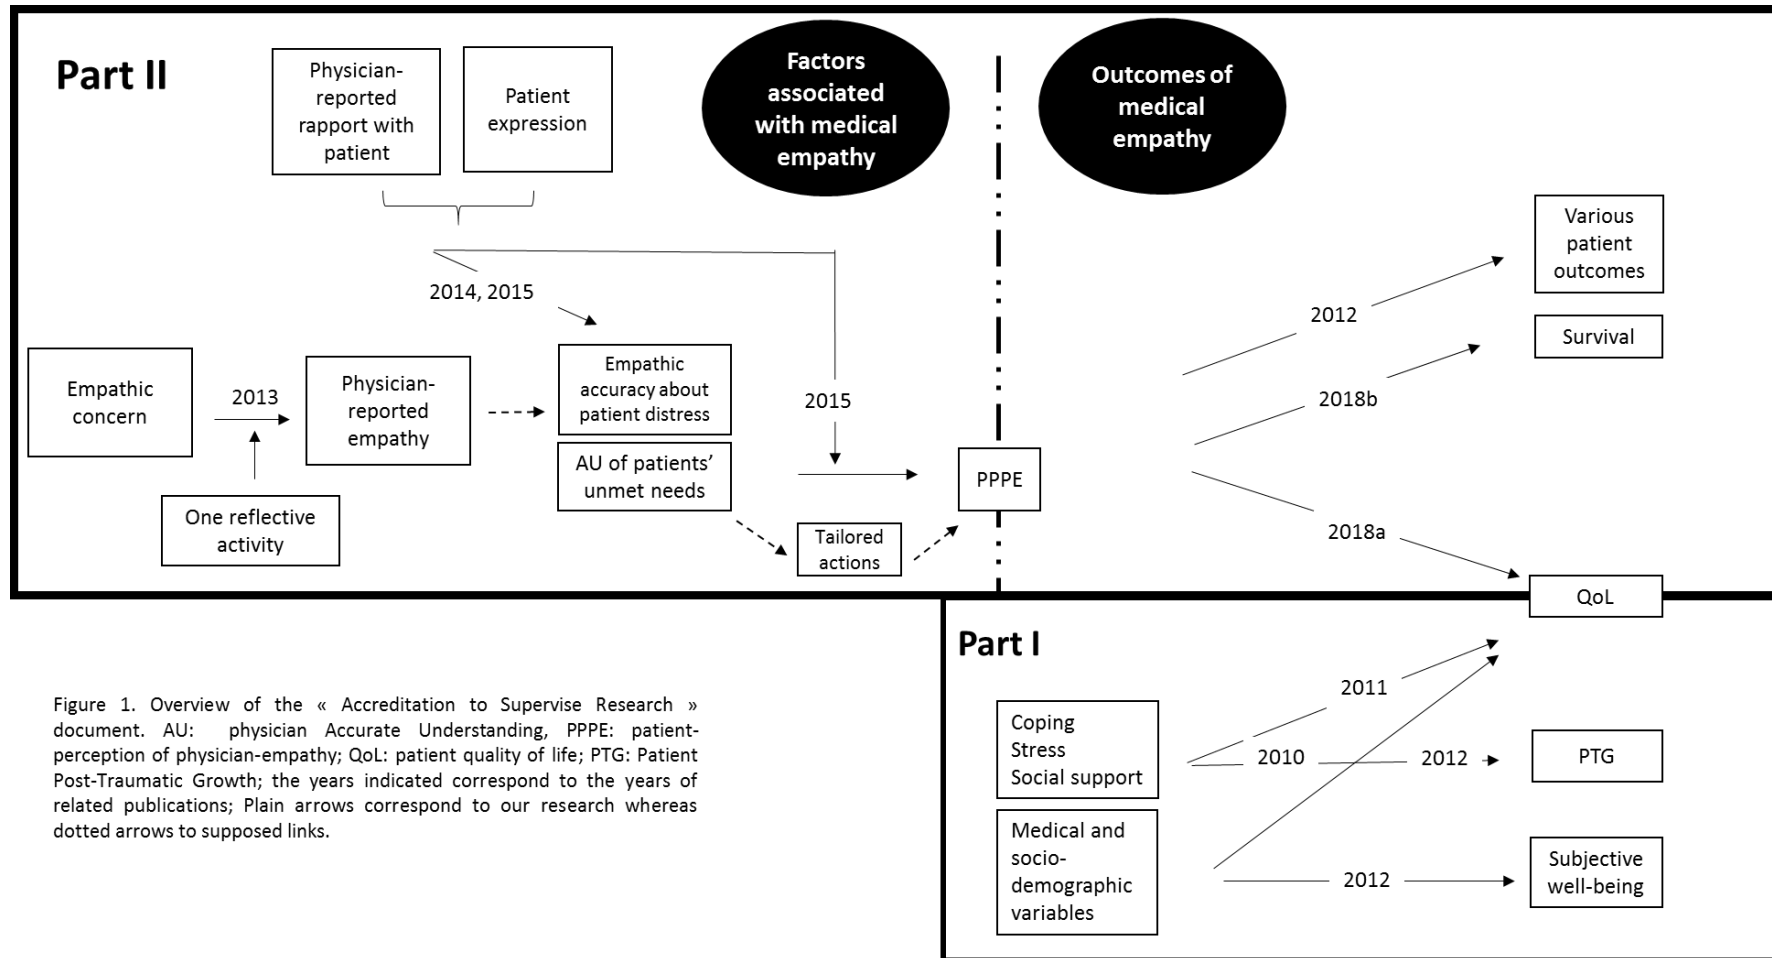 Part II
Physician-
reported
rapport with
patient
Patient
expression
Factors
associated
with medical
empathy
Outcomes of
medical
empathy
2014, 2015
Empathic
concern
2013
Physician-
reported
empathy
One reflective
activity
Empathic
accuracy about
patient distress
AU of patients’
unmet needs
2015
Tailored
actions
PPPE
2012
2018b
2018a
Various
patient
outcomes
Survival
QoL
Part I
Coping
Stress
Social support
Medical and
socio-
demographic
variables
2011
2010
2012
2012
PTG
Subjective
well-being
Figure 1. Overview of the « Accreditation to Supervise Research »
document. AU: physician Accurate Understanding, PPPE: patient-
perception of physician-empathy; QoL: patient quality of life; PTG: Patient
Post-Traumatic Growth; the years indicated correspond to the years of
related publications; Plain arrows correspond to our research whereas
dotted arrows to supposed links.